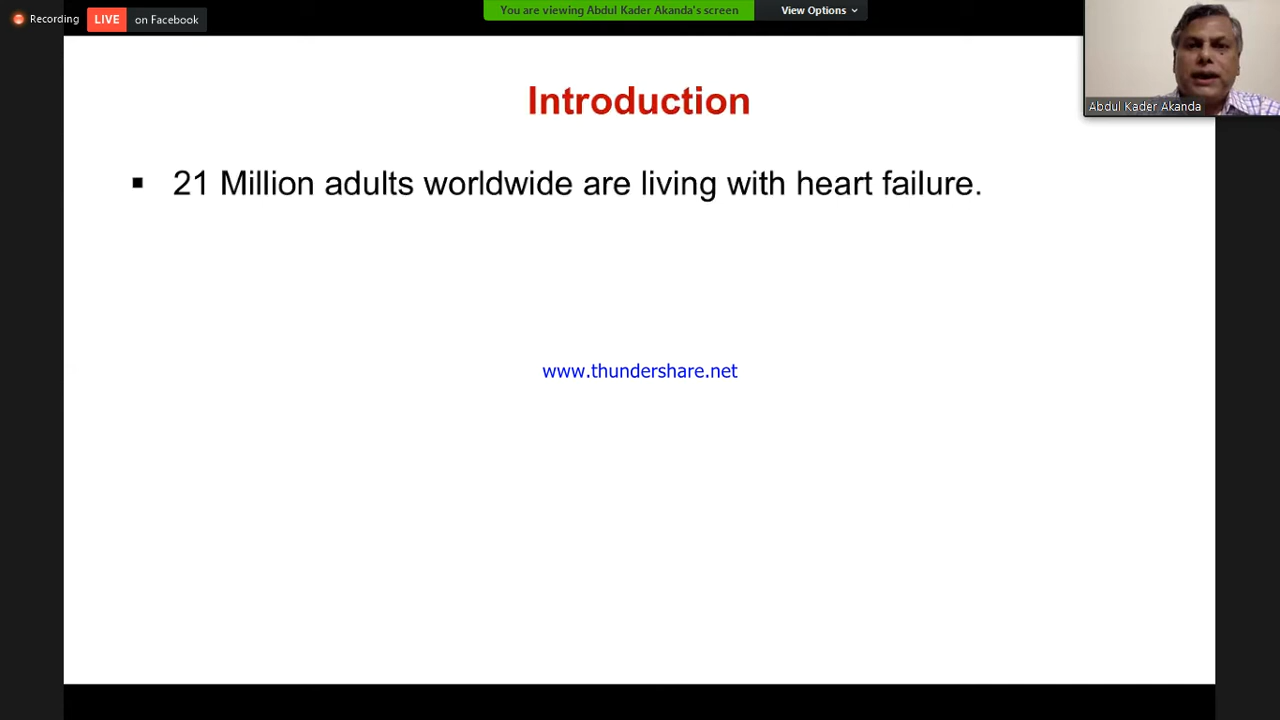 Recording
LIVE on Facebook
You are viewing Abdul Kader Akanda's screen
View Options
Abdul Kader Akanda
Introduction
▪ 21 Million adults worldwide are living with heart failure.
www.thundershare.net